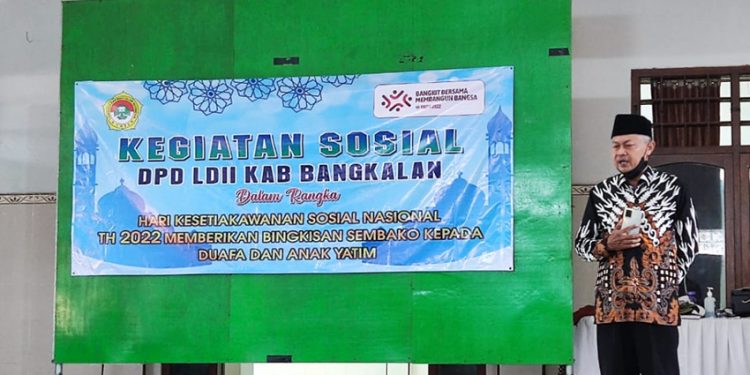 BANGKIT BERSAMA
MEMBANGUN BANGSA
KEGIATAN SOSIAL
DPD LDII KAB BANGKALAN
Dalam Rangka
HARI KESETIAKAWANAN SOSIAL NASIONAL
TH 2022 MEMBERIKAN BINGKISAN SEMBAKO KEPADA
DUAFA DAN ANAK YATIM